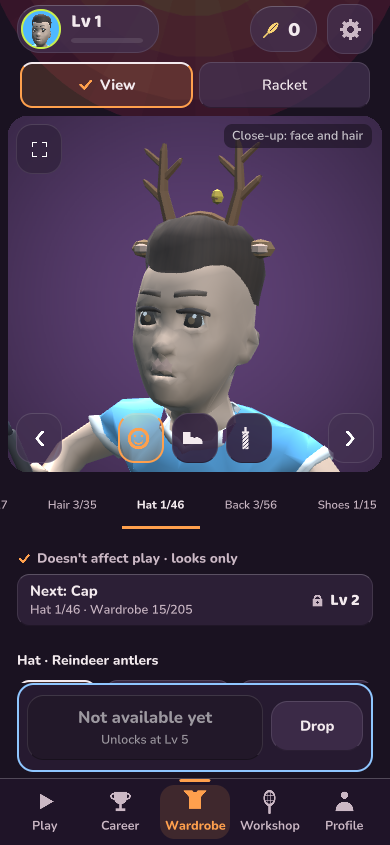 Lv 1
0
View
Racket
Close-up: face and hair
7
Hair 3/35
Hat 1/46
Back 3/56
Shoes 1/15
Doesn't affect play · looks only
Next: Cap
Hat 1/46 · Wardrobe 15/205
Lv 2
Hat · Reindeer antlers
Not available yet
Unlocks at Lv 5
Drop
Play
Career
Wardrobe
Workshop
Profile